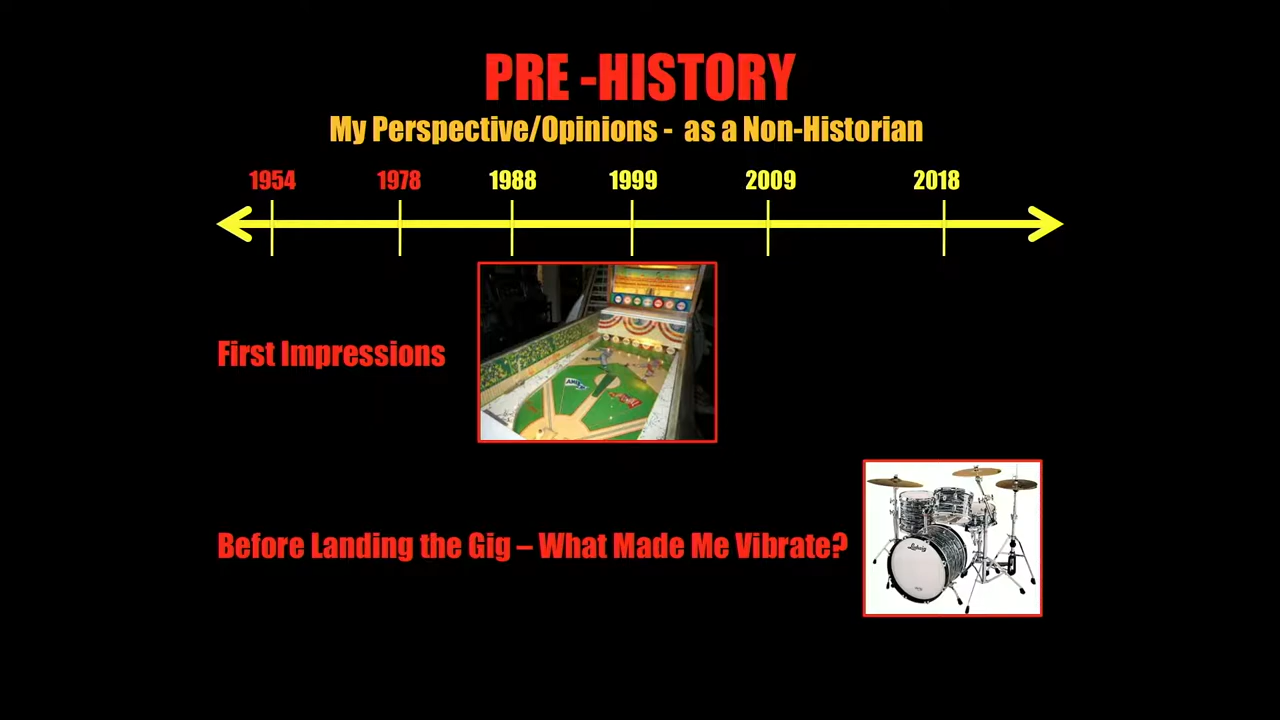 PRE -HISTORY
My Perspective/Opinions -  as a Non-Historian
1954 1978 1988 1999 2009 2018
First Impressions
Before Landing the Gig – What Made Me Vibrate?
Ludwig